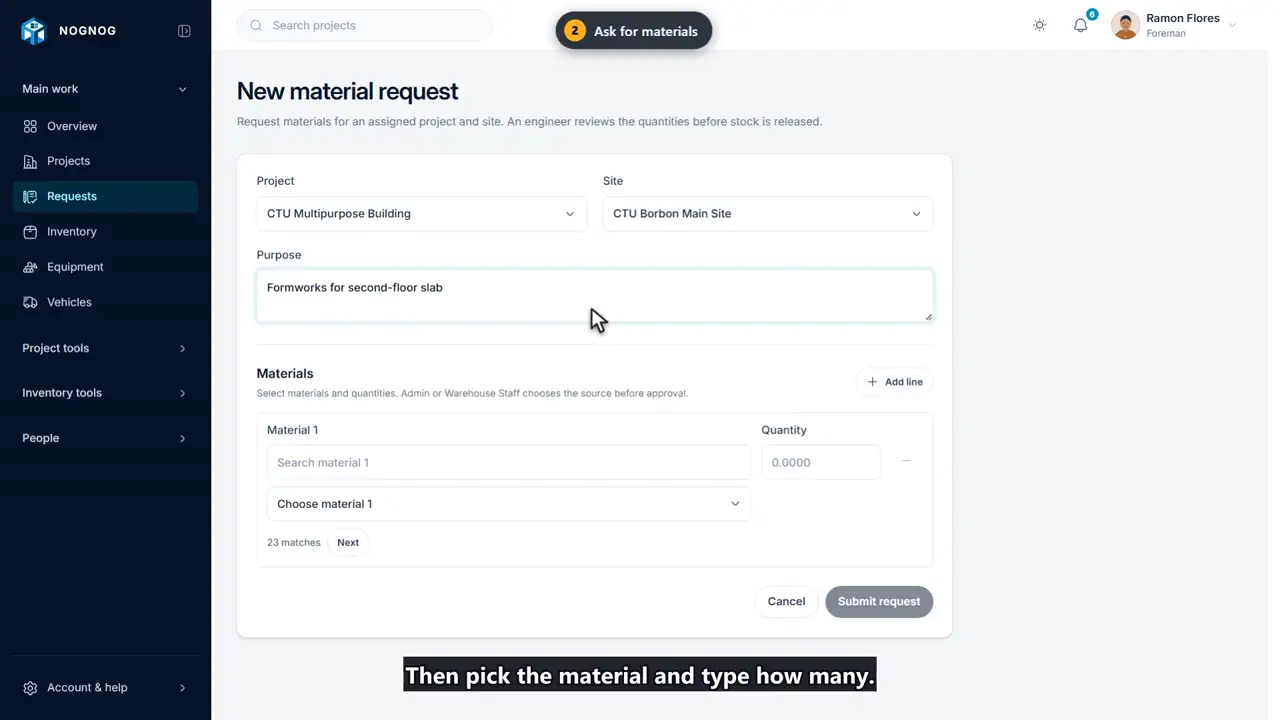 NOGNOG
Search projects
2 Ask for materials
6
Ramon Flores
Foreman
Main work
Overview
Projects
Requests
Inventory
Equipment
Vehicles
Project tools
Inventory tools
People
Account & help
New material request
Request materials for an assigned project and site. An engineer reviews the quantities before stock is released.
Project
Site
CTU Multipurpose Building
CTU Borbon Main Site
Purpose
Formworks for second-floor slab
Materials
Select materials and quantities. Admin or Warehouse Staff chooses the source before approval.
Add line
Material 1
Quantity
Search material 1
0.0000
Choose material 1
23 matches
Next
Cancel
Submit request
Then pick the material and type how many.